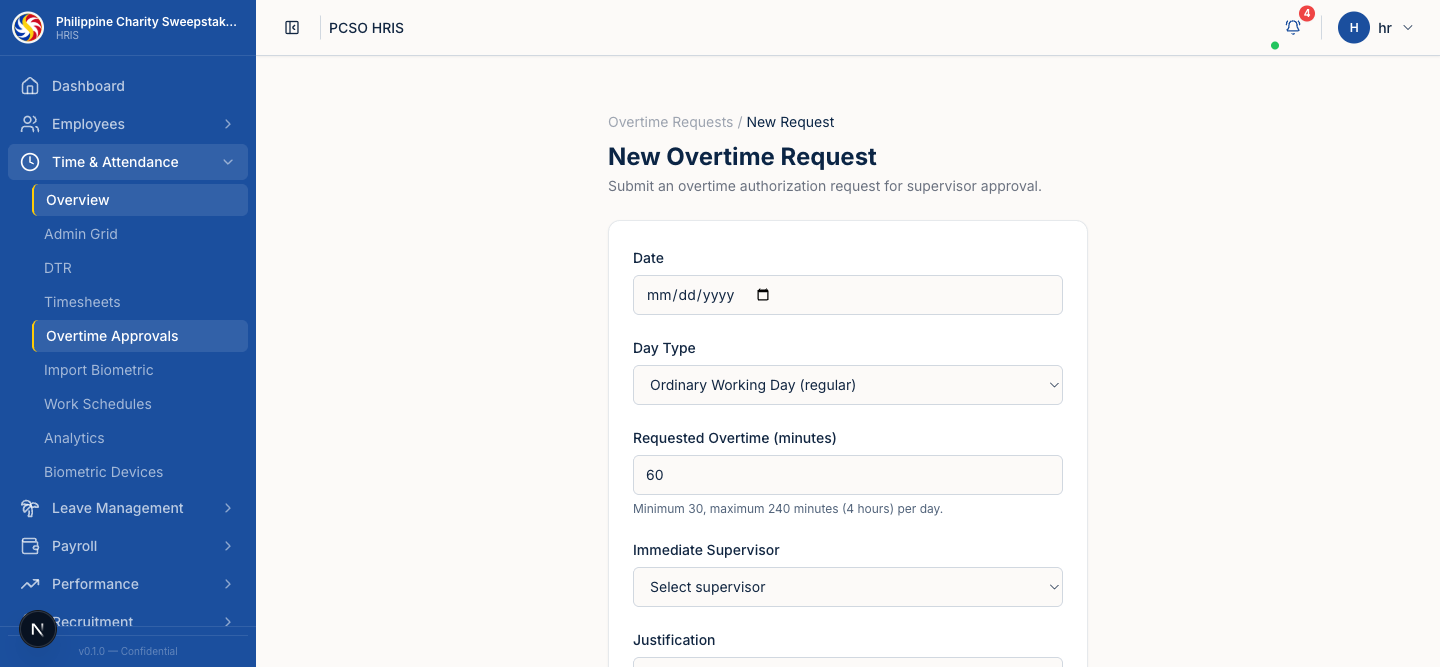 Philippine Charity Sweepstak...
HRIS
Dashboard
Employees
Time & Attendance
Overview
Admin Grid
DTR
Timesheets
Overtime Approvals
Import Biometric
Work Schedules
Analytics
Biometric Devices
Leave Management
Payroll
Performance
Recruitment
N
v0.1.0 — Confidential
PCSO HRIS
4
H
hr
Overtime Requests / New Request
New Overtime Request
Submit an overtime authorization request for supervisor approval.
Date
mm/dd/yyyy
Day Type
Ordinary Working Day (regular)
Requested Overtime (minutes)
60
Minimum 30, maximum 240 minutes (4 hours) per day.
Immediate Supervisor
Select supervisor
Justification